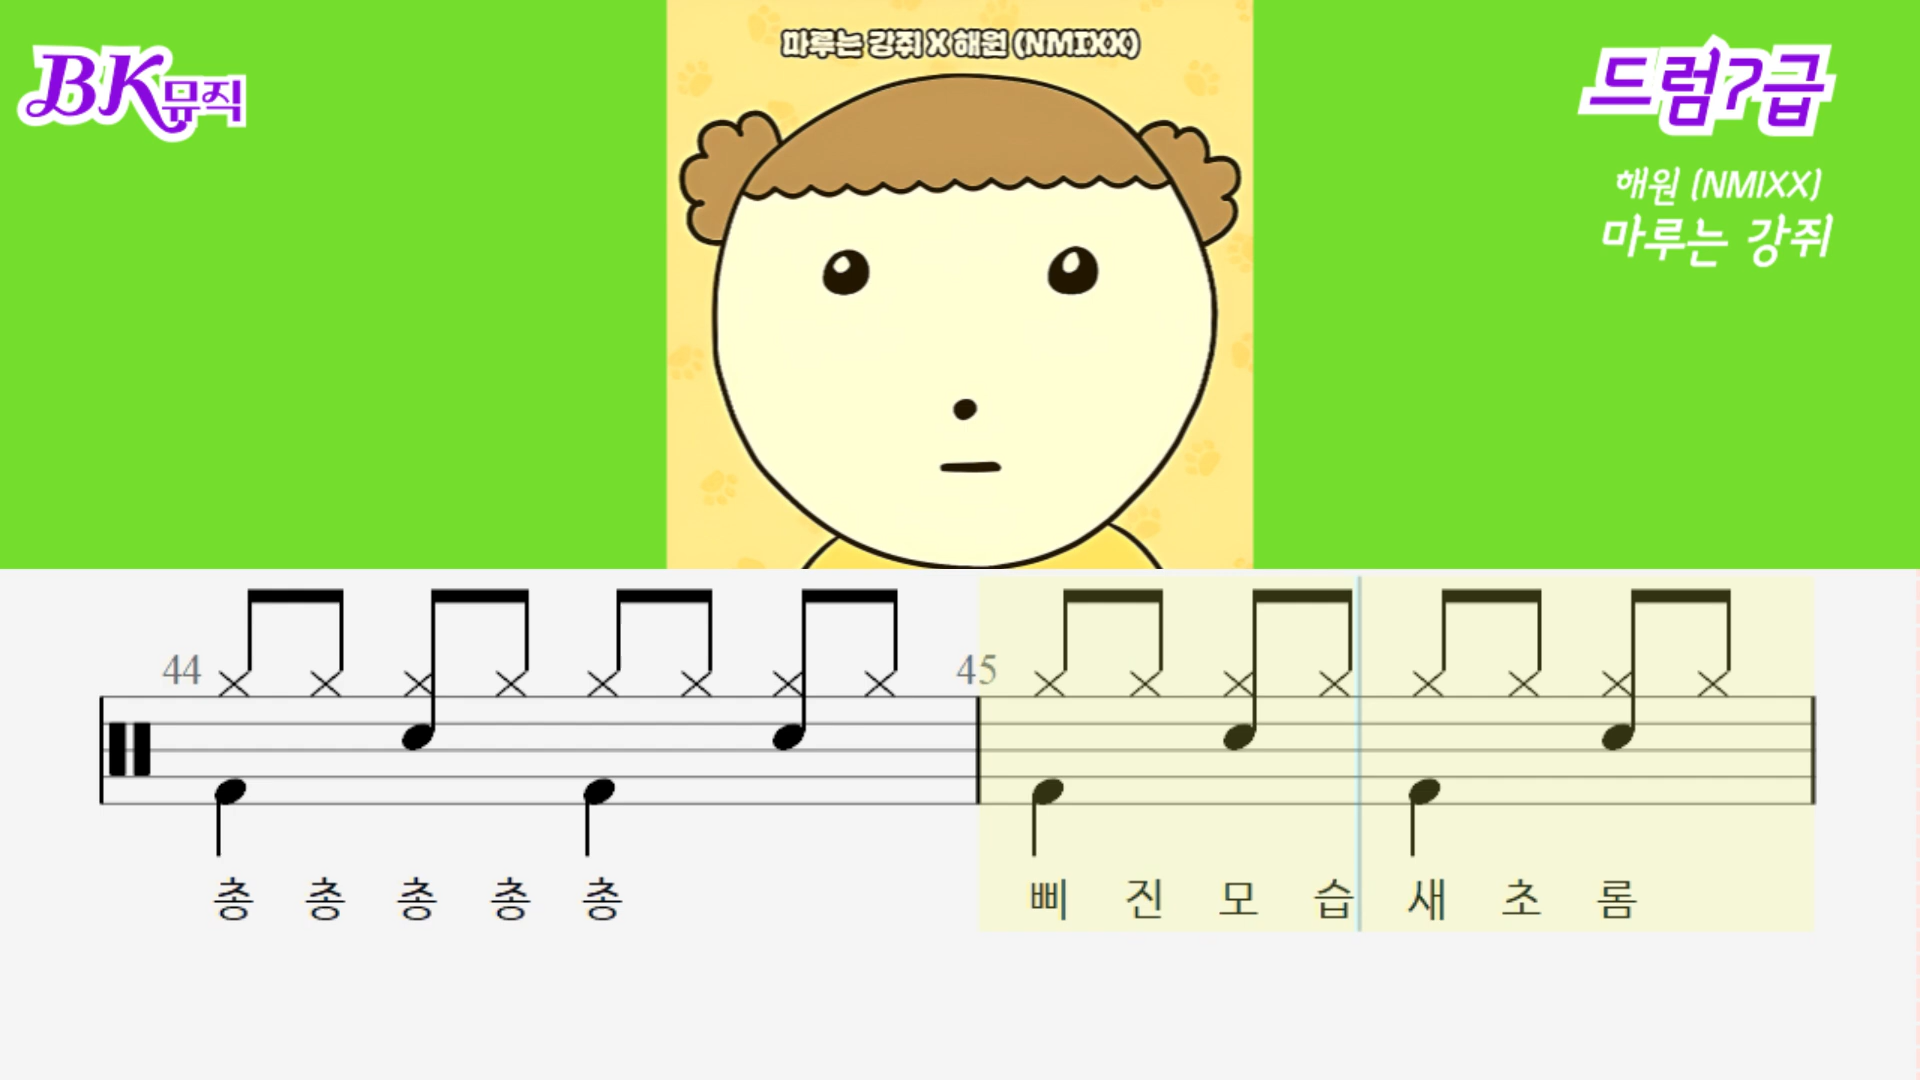 BK뮤직
마루는 강쥐 X 해원 (NMIXX)
드럼7급
해원 (NMIXX)
마루는 강쥐
44
45
총 총 총 총 총
삐 진 모 습 새 초 롬